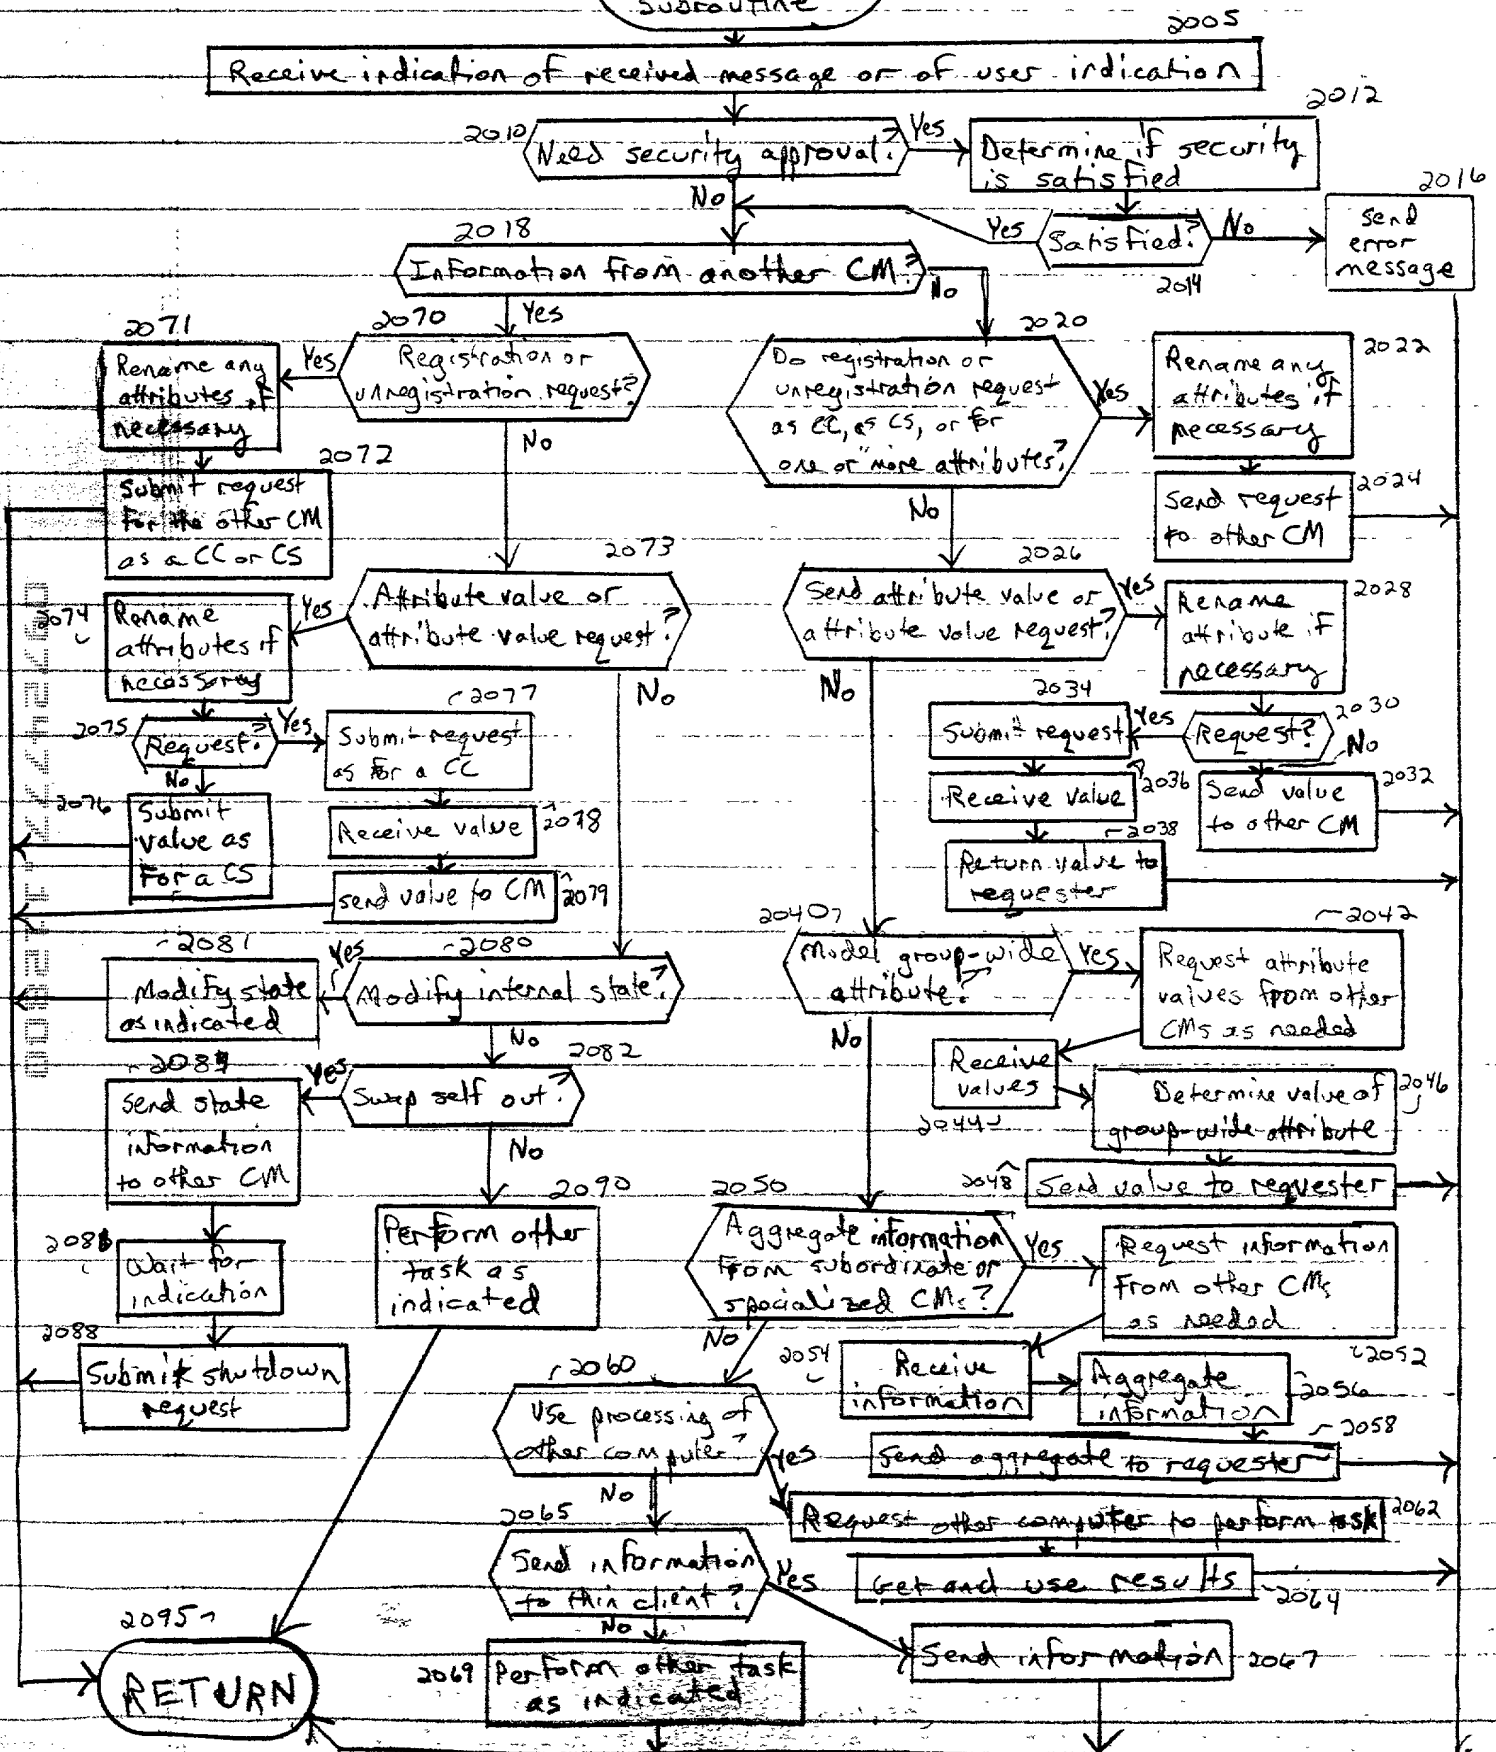 Subroutine
2005
Receive indication of received message or of user indication
2010
Need security approval?
Yes
No
2012
Determine if security
is satisfied
2014
Satisfied?
Yes
No
2016
send
error
message
2018
Information from another CM?
Yes
No
2070
Registration or
unregistration request?
Yes
No
2071
Rename any
attributes if
necessary
2072
Submit request
for the other CM
as a CC or CS
2020
Do registration or
unregistration request
as CC, as CS, or for
one or more attributes?
Yes
No
2022
Rename any
attributes if
necessary
2024
Send request
to other CM
2073
Attribute value or
attribute value request?
Yes
No
2074
Rename
attributes if
necessary
2075
Request?
Yes
No
2077
Submit request
as for a CC
2076
Submit
value as
for a CS
2078
Receive value
2079
send value to CM
2026
Send attribute value or
attribute value request?
Yes
No
2028
Rename
attribute if
necessary
2030
Request?
Yes
No
2034
Submit request
2036
Receive value
2032
Send value
to other CM
2038
Return value to
requester
2080
Modify internal state?
Yes
No
2081
Modify state
as indicated
2082
Swap self out?
Yes
No
send state
information
to other CM
Wait for
indication
2088
Submit shutdown
request
2090
Perform other
task as
indicated
2040
Model group-wide
attribute?
Yes
No
2042
Request attribute
values from other
CMs as needed
Receive
values
2044
2046
Determine value of
group-wide attribute
2048
Send value to requester
2050
Aggregate information
from subordinate or
specialized CMs?
Yes
No
Request information
from other CMs
as needed
2052
2054
Receive
information
Aggregate
information
2056
2058
Send aggregate to requester
2060
Use processing of
other computer?
Yes
No
Request other computer to perform task
2062
Get and use results
2064
2065
Send information
to thin client?
Yes
No
Send information
2067
2069
Perform other task
as indicated
2095
RETURN